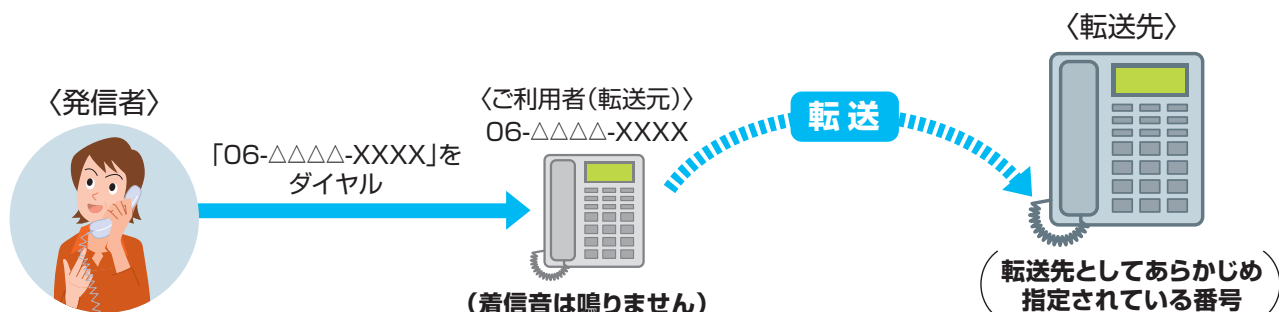 〈発信者〉
「06-△△△△-XXXX」を
ダイヤル
〈ご利用者(転送元)〉
06-△△△△-XXXX
(着信音は鳴りません)
転送
〈転送先〉
(転送先としてあらかじめ
指定されている番号)